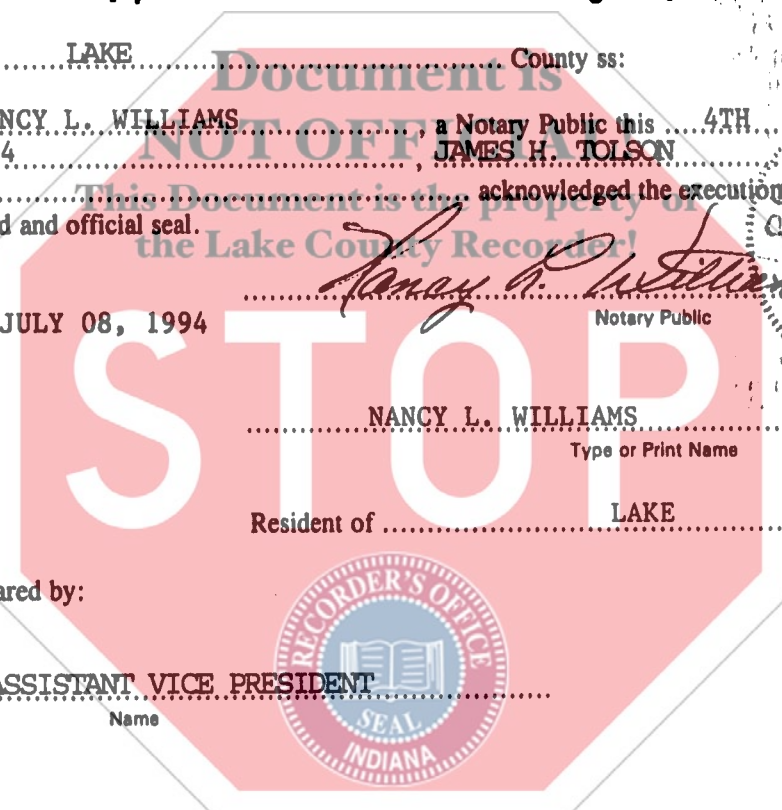 LAKE County ss:
Document is
NCY L. WILLIAMS , a Notary Public this 4TH
NOT OFFICIAL
4 , JAMES H. TOLSON
This Document is the property of
acknowledged the execution
d and official seal.
the Lake County Recorder!
Nancy L. Williams
JULY 08, 1994
Notary Public
STOP
NANCY L. WILLIAMS
Type or Print Name
Resident of LAKE
ared by:
RECORDER'S OFFICE
ASSISTANT VICE PRESIDENT
Name
SEAL
INDIANA